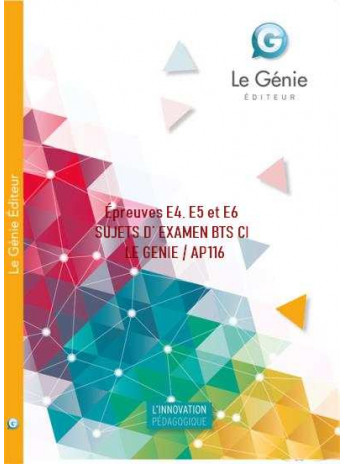 G
Le Génie
ÉDITEUR
Le Génie Éditeur
Épreuves E4. E5 et E6
SUJETS D' EXAMEN BTS CI
LE GENIE / AP116
L'INNOVATION
PÉDAGOGIQUE
G